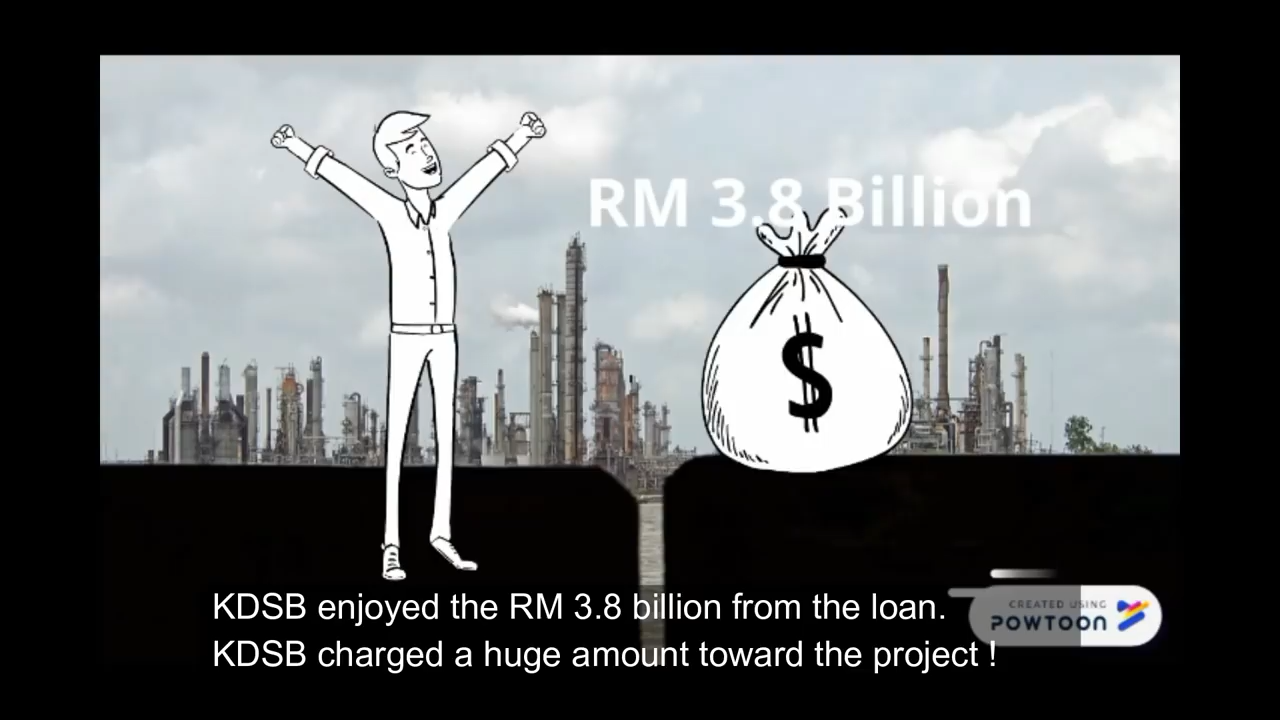 RM 3.8 Billion
$
KDSB enjoyed the RM 3.8 billion from the loan.
KDSB charged a huge amount toward the project !
CREATED USING
POWTOON